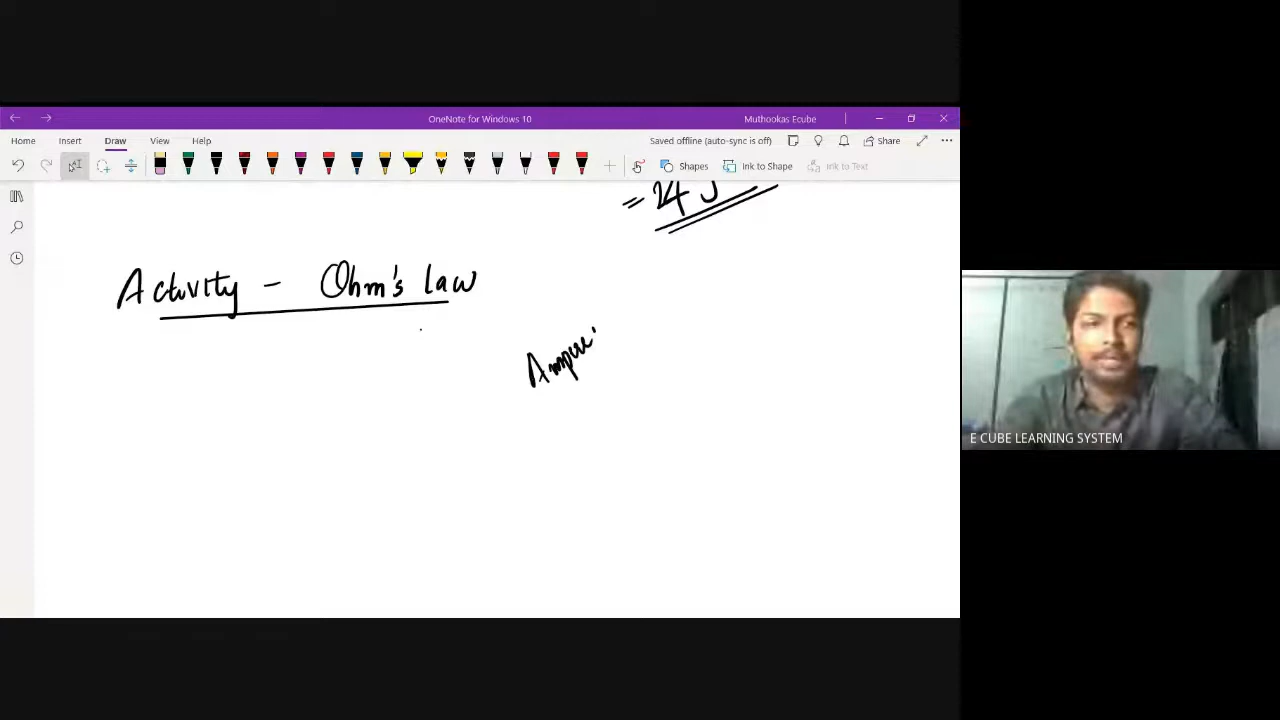 OneNote for Windows 10
Muthookas Ecube
Home Insert Draw View Help
Saved offline (auto-sync is off)
Share
Shapes
Ink to Shape
Ink to Text
= 24 J
Activity - Ohm's law
E CUBE LEARNING SYSTEM